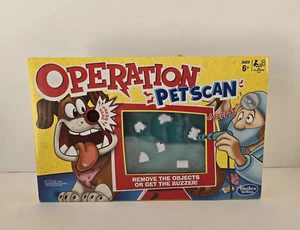 OPERATION
PET SCAN
AGES
6+
REMOVE THE OBJECTS
OR GET THE BUZZER!
Hasbro
Gaming